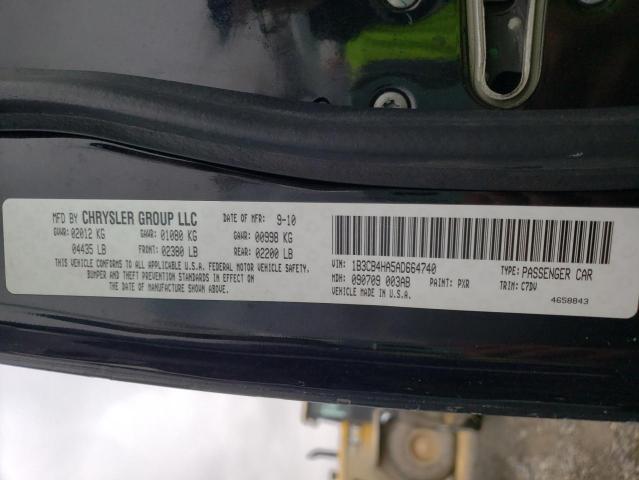 MFD BY CHRYSLER GROUP LLC DATE OF MFR: 9-10
GVWR: 02012 KG GAWR: 01080 KG GAWR: 00998 KG
04435 LB FRONT: 02380 LB REAR: 02200 LB
THIS VEHICLE CONFORMS TO ALL APPLICABLE U.S.A. FEDERAL MOTOR VEHICLE SAFETY,
BUMPER AND THEFT PREVENTION STANDARDS IN EFFECT ON
THE DATE OF MANUFACTURE SHOWN ABOVE.
VIN: 1B3CB4HA5AD664740 TYPE: PASSENGER CAR
MDH: 090709 003AB PAINT: PXR TRIM: C7DV
VEHICLE MADE IN U.S.A. 4658843